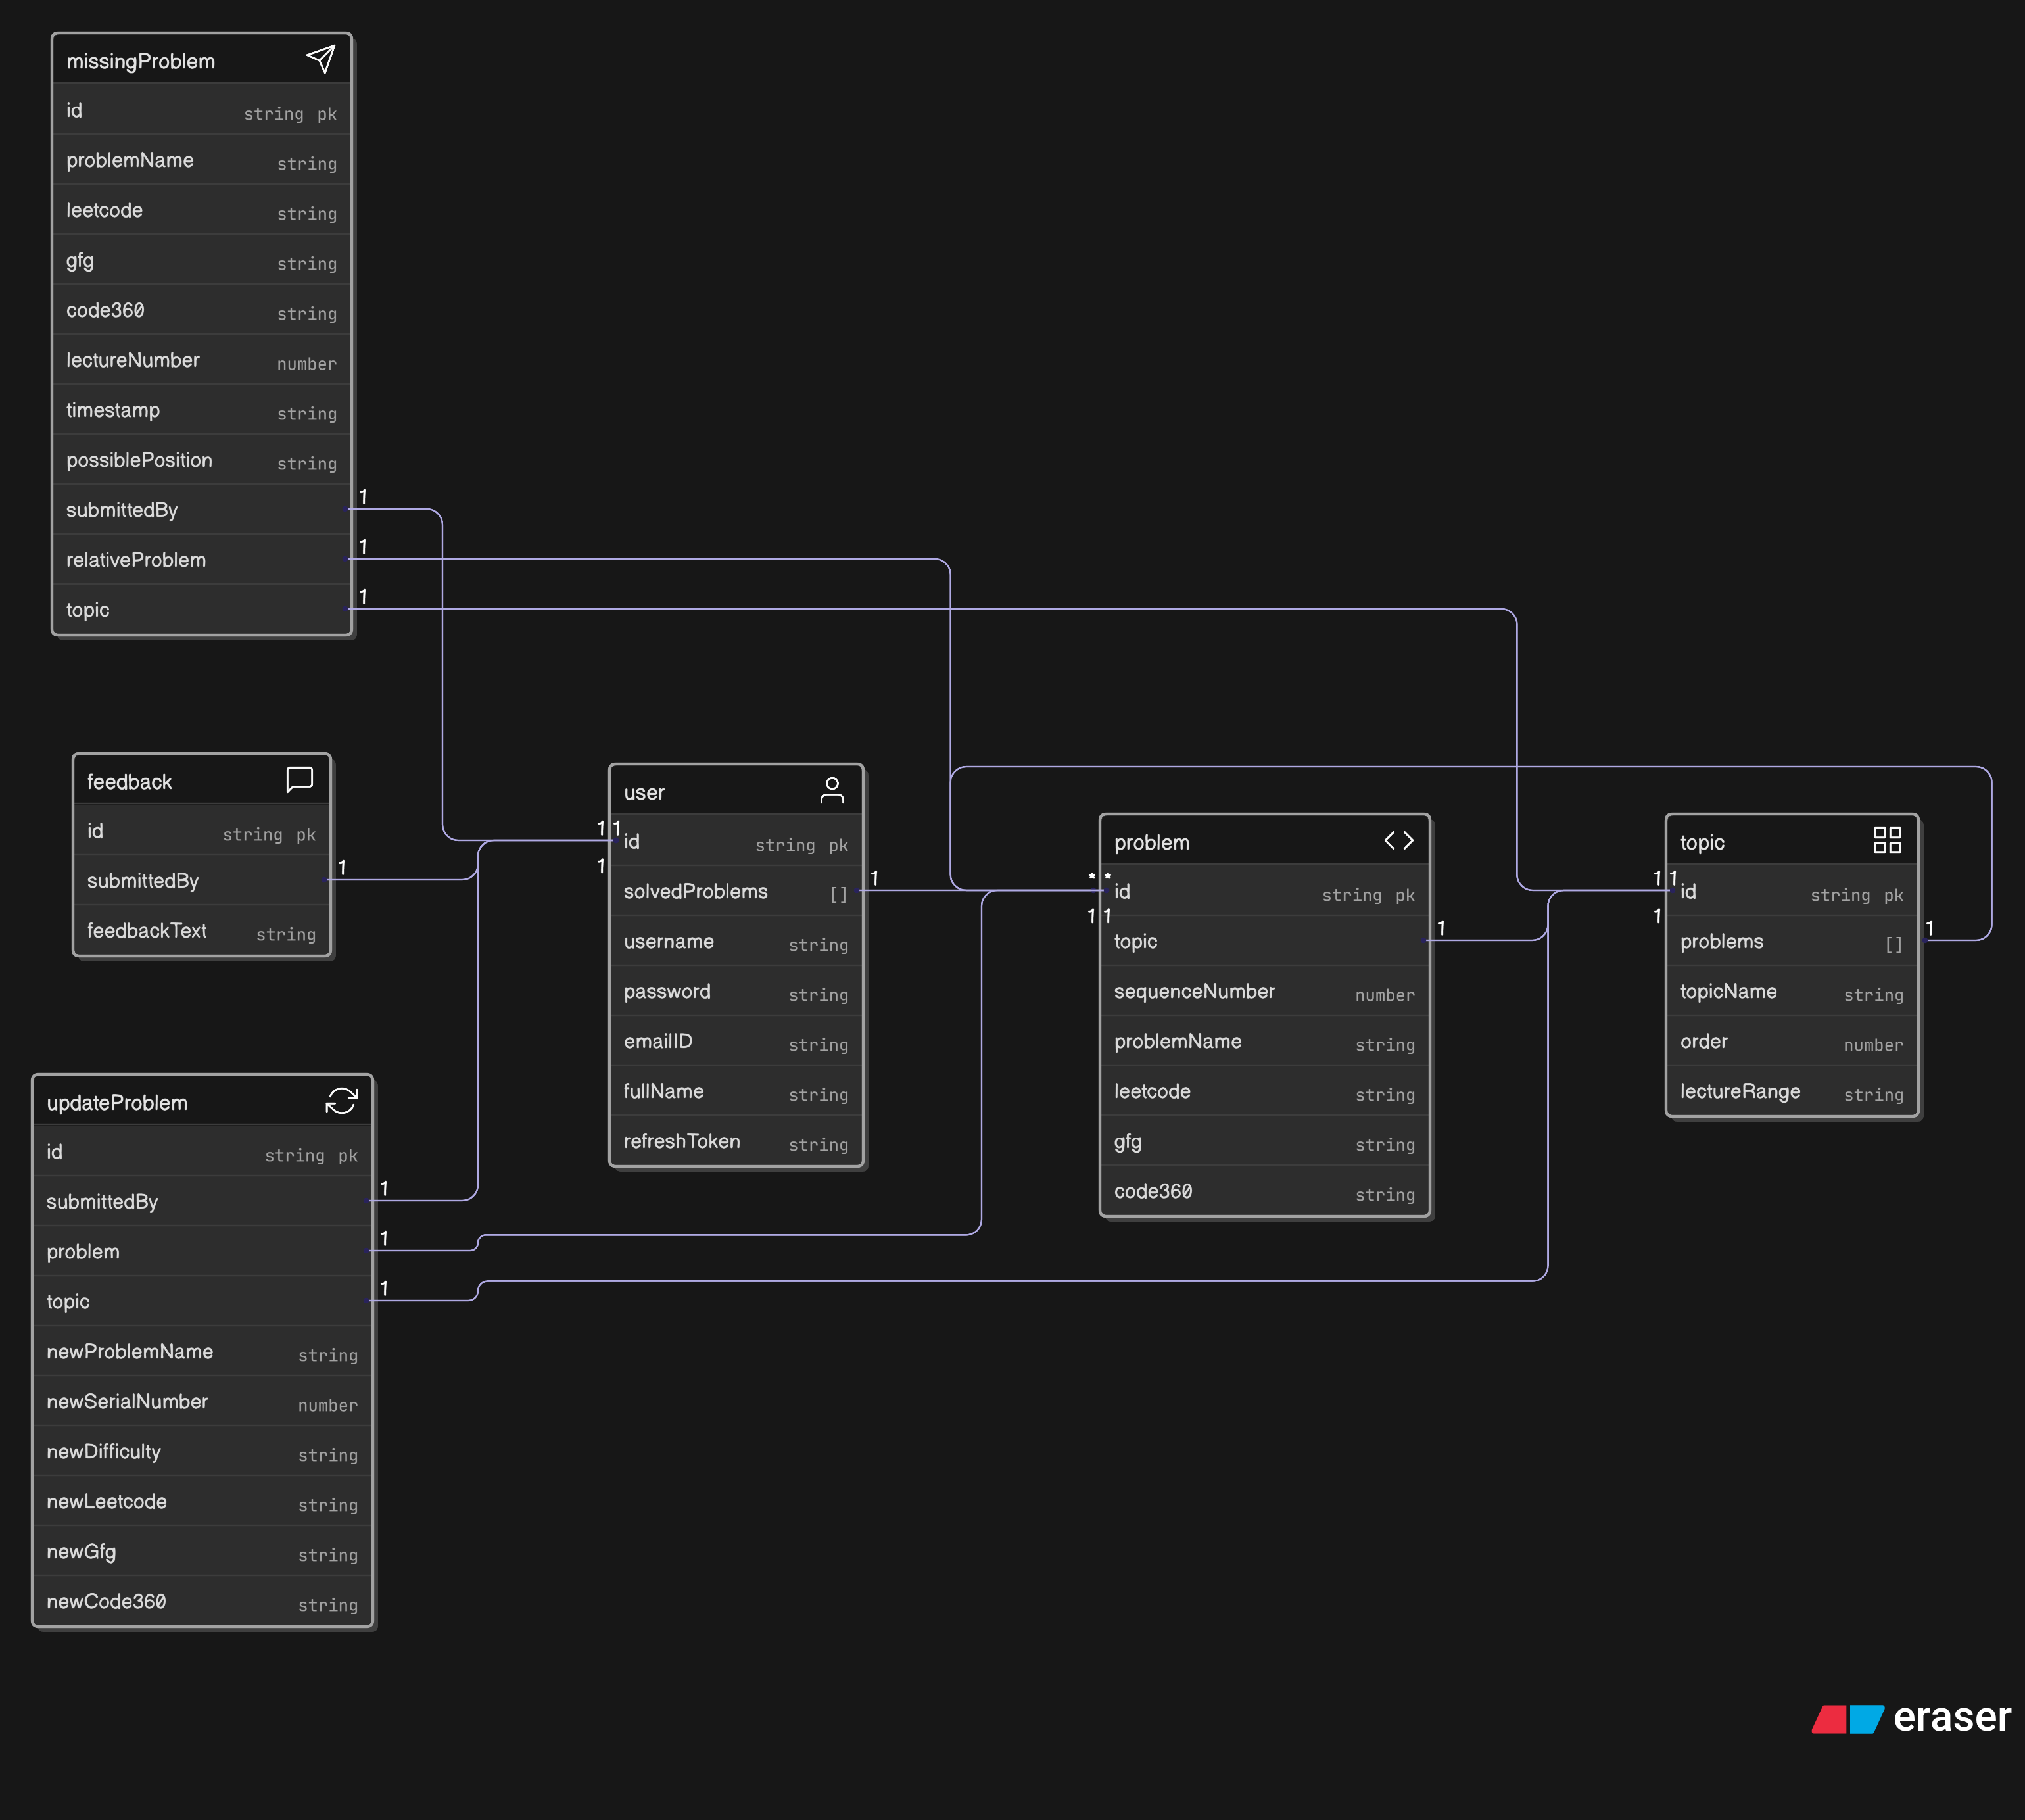 missingProblem
id string pk
problemName string
leetcode string
gfg string
code360 string
lectureNumber number
timestamp string
possiblePosition string
submittedBy 1
relativeProblem 1
topic 1
feedback
id string pk
submittedBy 1
feedbackText string
user
1 1 id string pk
1
solvedProblems [] 1
username string
password string
emailID string
fullName string
refreshToken string
problem
* * id string pk
1 1
topic 1
sequenceNumber number
problemName string
leetcode string
gfg string
code360 string
topic
1 1 id string pk
1
problems [] 1
topicName string
order number
lectureRange string
updateProblem
id string pk
submittedBy 1
problem 1
topic 1
newProblemName string
newSerialNumber number
newDifficulty string
newLeetcode string
newGfg string
newCode360 string
eraser